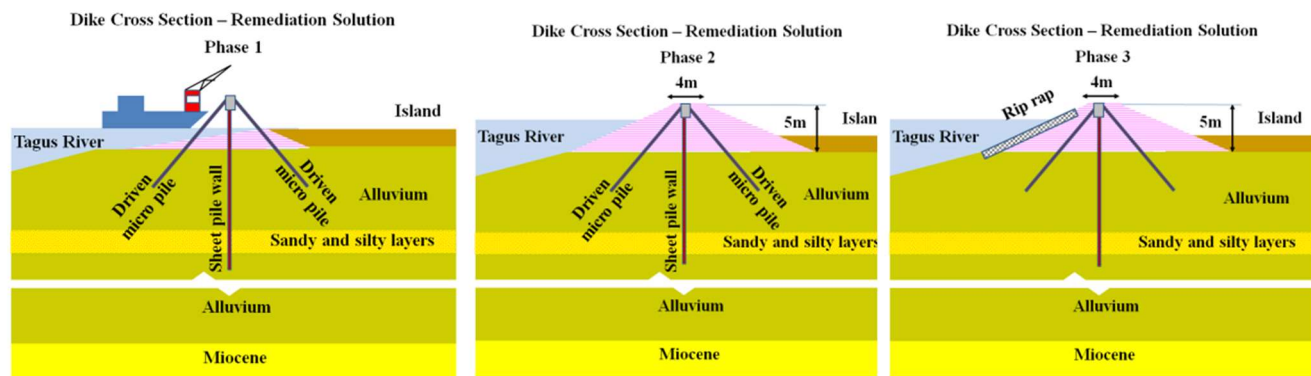 Dike Cross Section – Remediation Solution
Phase 1
Island
Tagus River
Driven
micro pile
Sheet pile wall
Driven
micro pile
Alluvium
Sandy and silty layers
Alluvium
Miocene
Dike Cross Section – Remediation Solution
Phase 2
4m
Islan
5m
Tagus River
Driven
micro pile
Sheet pile wall
Driven
micro pile
Alluvium
Sandy and silty layers
Alluvium
Miocene
Dike Cross Section – Remediation Solution
Phase 3
4m
Rip rap
Islan
5m
Tagus River
Alluvium
Sandy and silty layers
Alluvium
Miocene